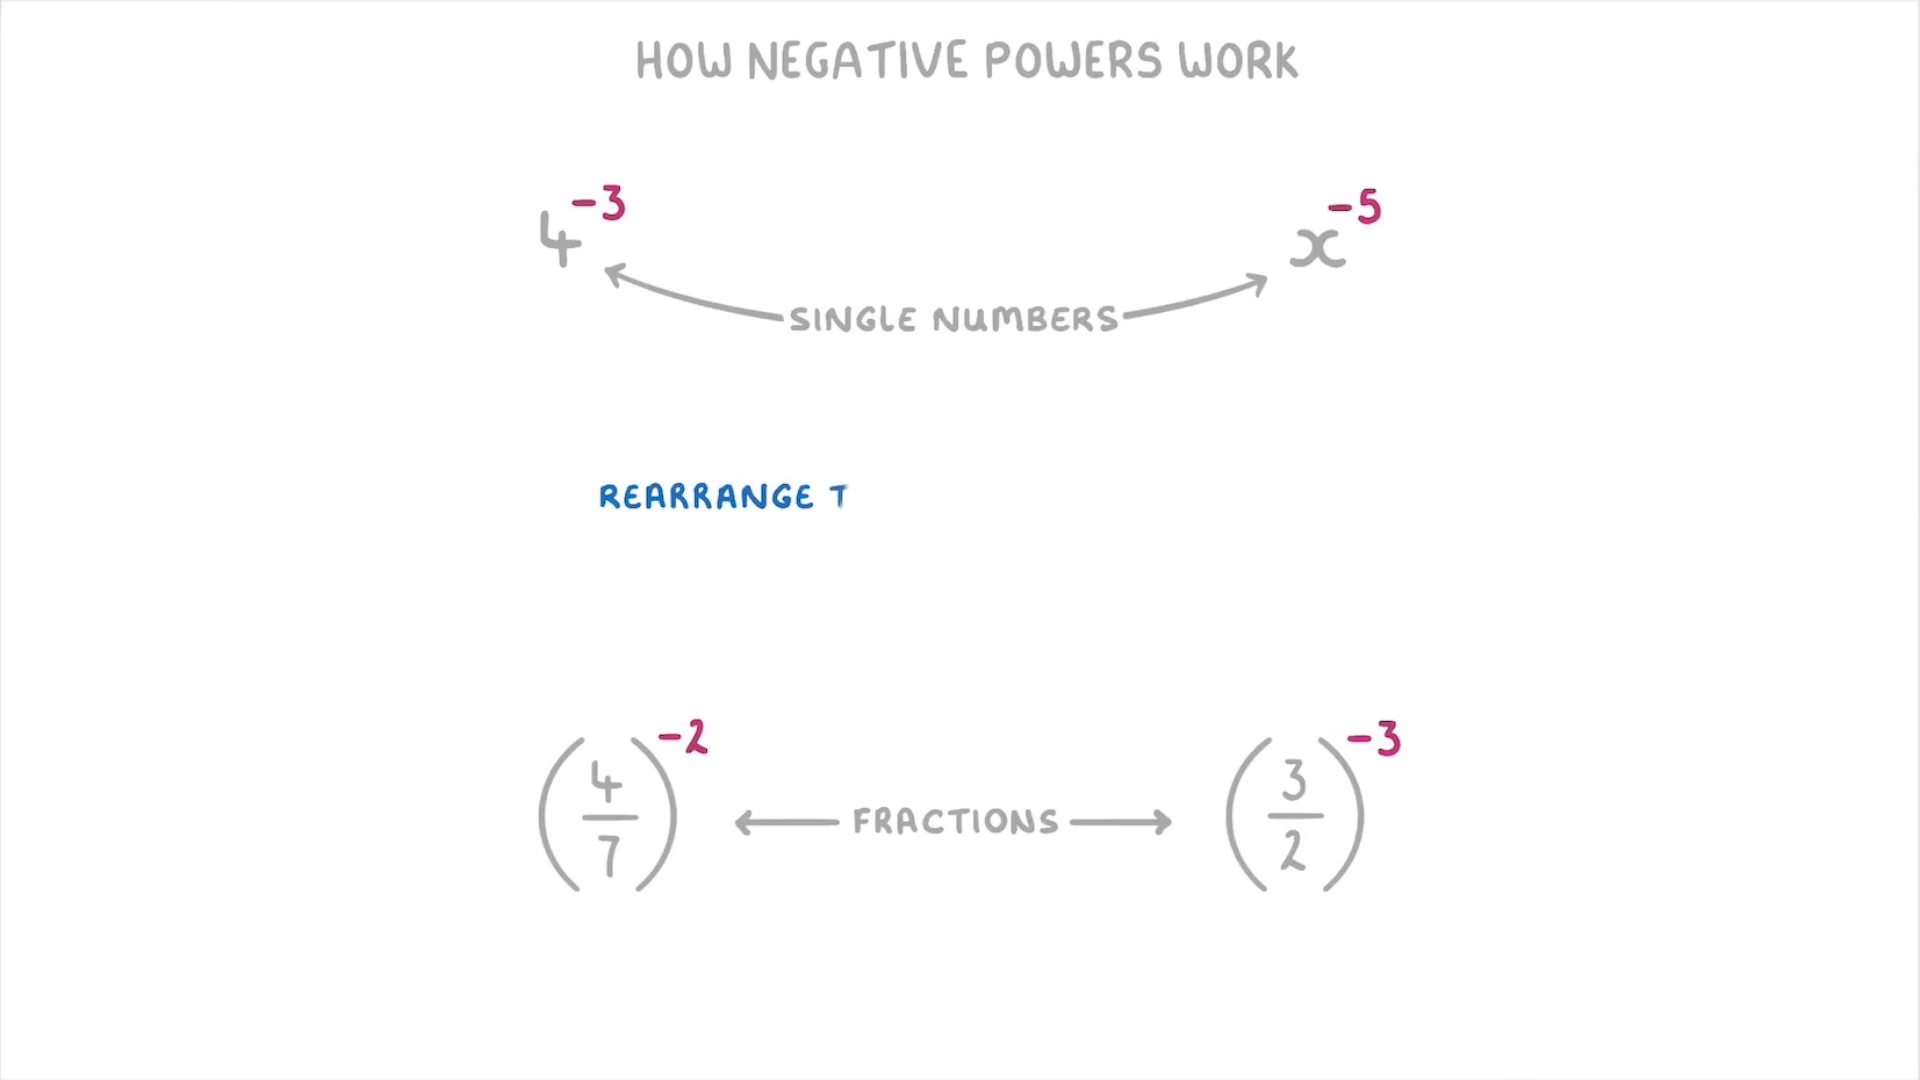 HOW NEGATIVE POWERS WORK
4⁻³
x⁻⁵
SINGLE NUMBERS
REARRANGE T
(4/7)⁻²
FRACTIONS
(3/2)⁻³